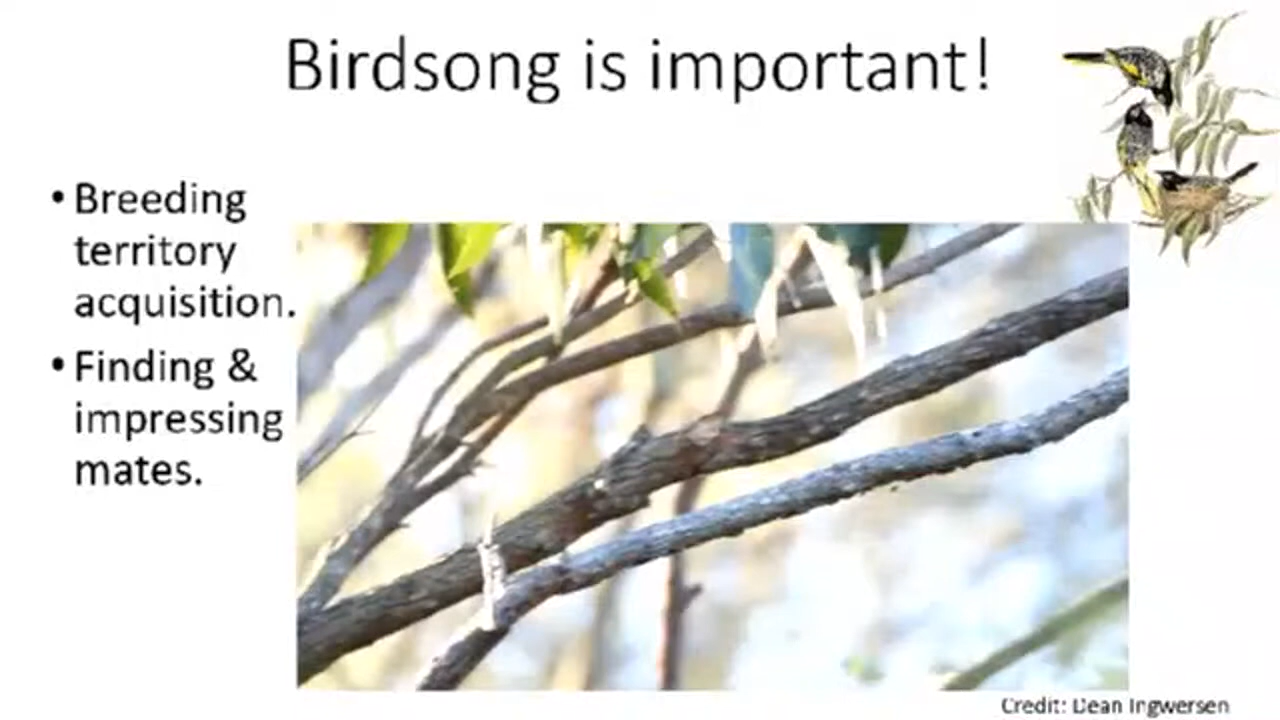 Birdsong is important!
• Breeding
territory
acquisition.
• Finding &
impressing
mates.
Credit: Dean Ingwersen